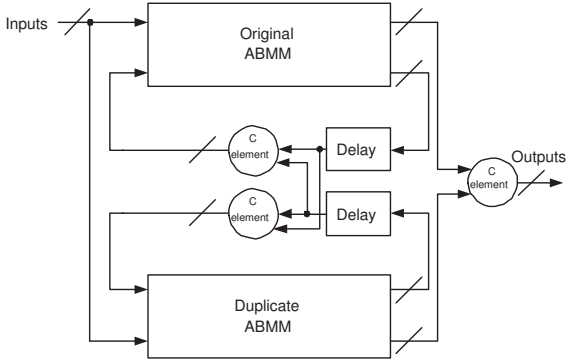 Inputs
Original
ABMM
C
element
Delay
C
element
Outputs
C
element
Delay
Duplicate
ABMM